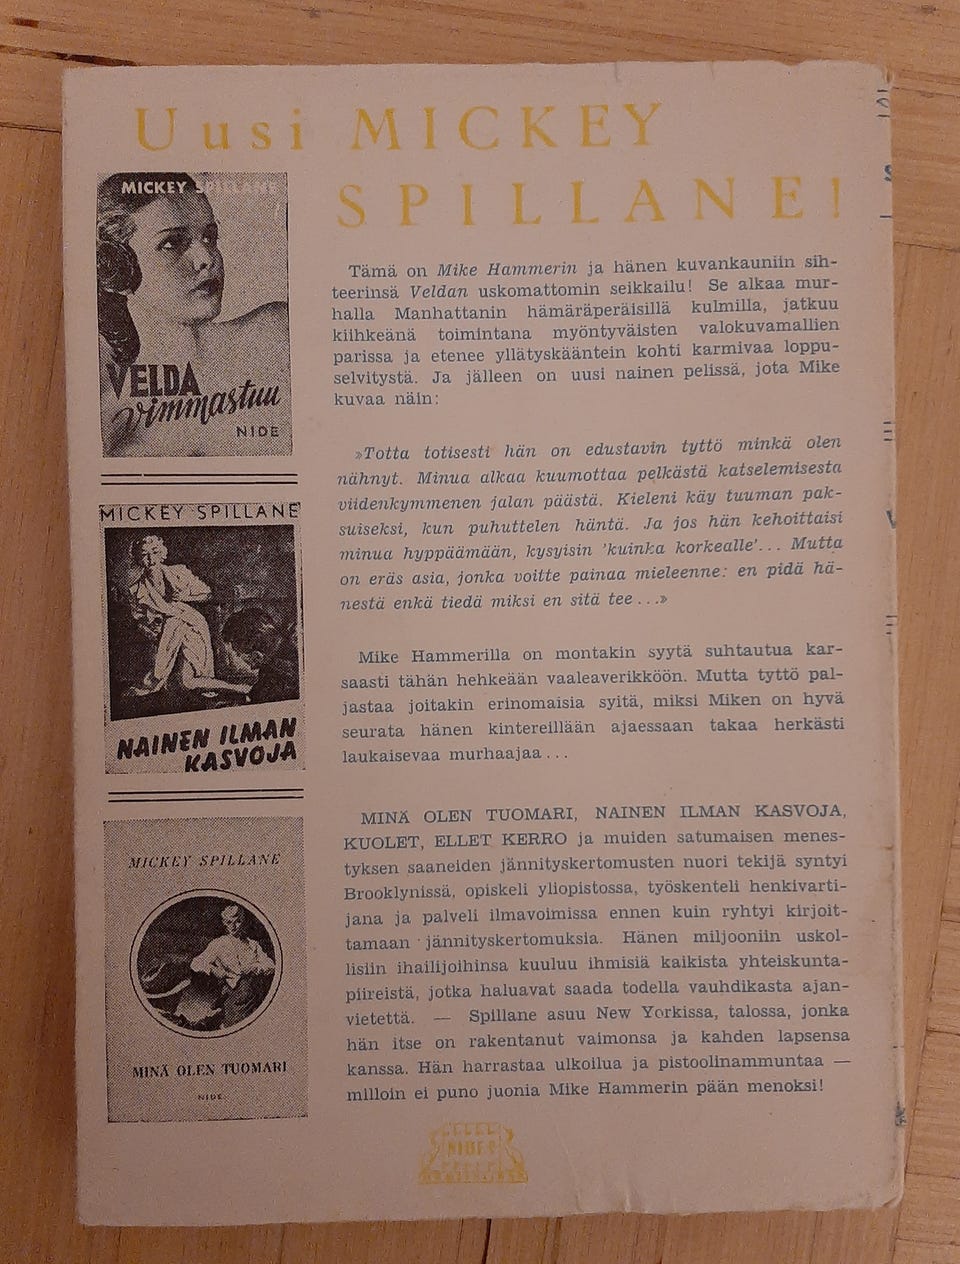 Uusi MICKEY
SPILLANE!
MICKEY SPILLANE
VELDA
vimmastuu
NIDE
MICKEY SPILLANE
NAINEN ILMAN
KASVOJA
MICKEY SPILLANE
MINÄ OLEN TUOMARI
NIDE
Tämä on Mike Hammerin ja hänen kuvankauniin sih-
teerinsä Veldan uskomattomin seikkailu! Se alkaa mur-
halla Manhattanin hämäräperäisillä kulmilla, jatkuu
kiihkeänä toimintana myöntyväisten valokuvamallien
parissa ja etenee yllätyskääntein kohti karmivaa loppu-
selvitystä. Ja jälleen on uusi nainen pelissä, jota Mike
kuvaa näin:
»Totta totisesti hän on edustavin tyttö minkä olen
nähnyt. Minua alkaa kuumottaa pelkästä katselemisesta
viidenkymmenen jalan päästä. Kieleni käy tuuman pak-
suiseksi, kun puhuttelen häntä. Ja jos hän kehoittaisi
minua hyppäämään, kysyisin 'kuinka korkealle'... Mutta
on eräs asia, jonka voitte painaa mieleenne: en pidä hä-
nestä enkä tiedä miksi en sitä tee...»
Mike Hammerilla on montakin syytä suhtautua kar-
saasti tähän hehkeään vaaleaverikköön. Mutta tyttö pal-
jastaa joitakin erinomaisia syitä, miksi Miken on hyvä
seurata hänen kintereillään ajaessaan takaa herkästi
laukaisevaa murhaajaa...
MINÄ OLEN TUOMARI, NAINEN ILMAN KASVOJA,
KUOLET, ELLET KERRO ja muiden satumaisen menes-
tyksen saaneiden jännityskertomusten nuori tekijä syntyi
Brooklynissä, opiskeli yliopistossa, työskenteli henkivarti-
jana ja palveli ilmavoimissa ennen kuin ryhtyi kirjoit-
tamaan jännityskertomuksia. Hänen miljooniin uskol-
lisiin ihailijoihinsa kuuluu ihmisiä kaikista yhteiskunta-
piireistä, jotka haluavat saada todella vauhdikasta ajan-
vietettä. — Spillane asuu New Yorkissa, talossa, jonka
hän itse on rakentanut vaimonsa ja kahden lapsensa
kanssa. Hän harrastaa ulkoilua ja pistoolinammuntaa —
milloin ei puno juonia Mike Hammerin pään menoksi!